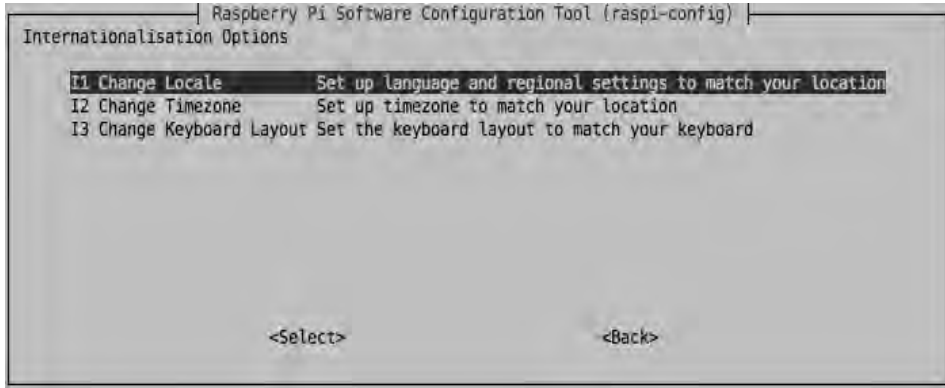 Raspberry Pi Software Configuration Tool (raspi-config)
Internationalisation Options
I1 Change Locale Set up language and regional settings to match your location
I2 Change Timezone Set up timezone to match your location
I3 Change Keyboard Layout Set the keyboard layout to match your keyboard
<Select> <Back>